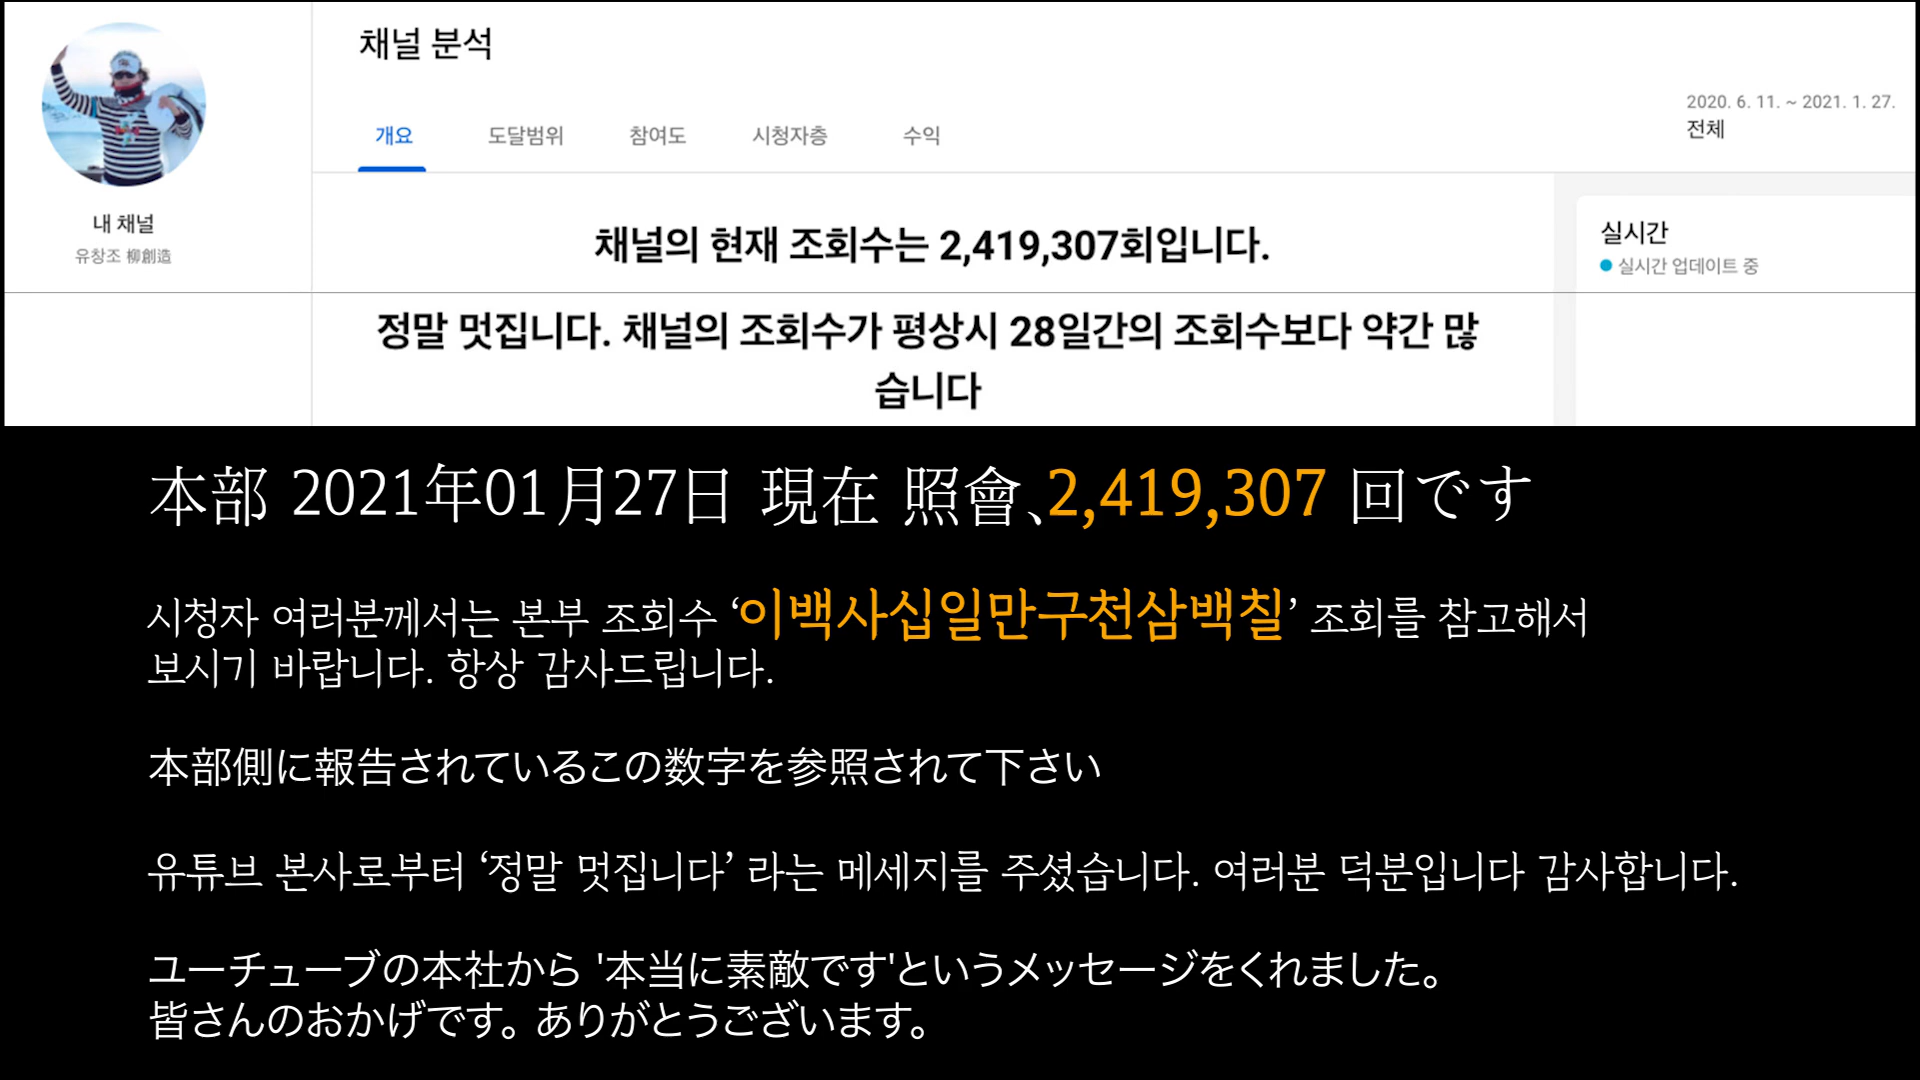 채널 분석
2020. 6. 11. ~ 2021. 1. 27.
전체
개요 도달범위 참여도 시청자층 수익
내 채널
유창조 柳創造
채널의 현재 조회수는 2,419,307회입니다.
실시간
실시간 업데이트 중
정말 멋집니다. 채널의 조회수가 평상시 28일간의 조회수보다 약간 많
습니다
本部 2021年01月27日 現在 照會、2,419,307 回です
시청자 여러분께서는 본부 조회수 ‘이백사십일만구천삼백칠’ 조회를 참고해서
보시기 바랍니다. 항상 감사드립니다.
本部側に報告されているこの数字を参照されて下さい
유튜브 본사로부터 ‘정말 멋집니다’ 라는 메세지를 주셨습니다. 여러분 덕분입니다 감사합니다.
ユーチューブの本社から '本当に素敵です'というメッセージをくれました。
皆さんのおかげです。ありがとうございます。